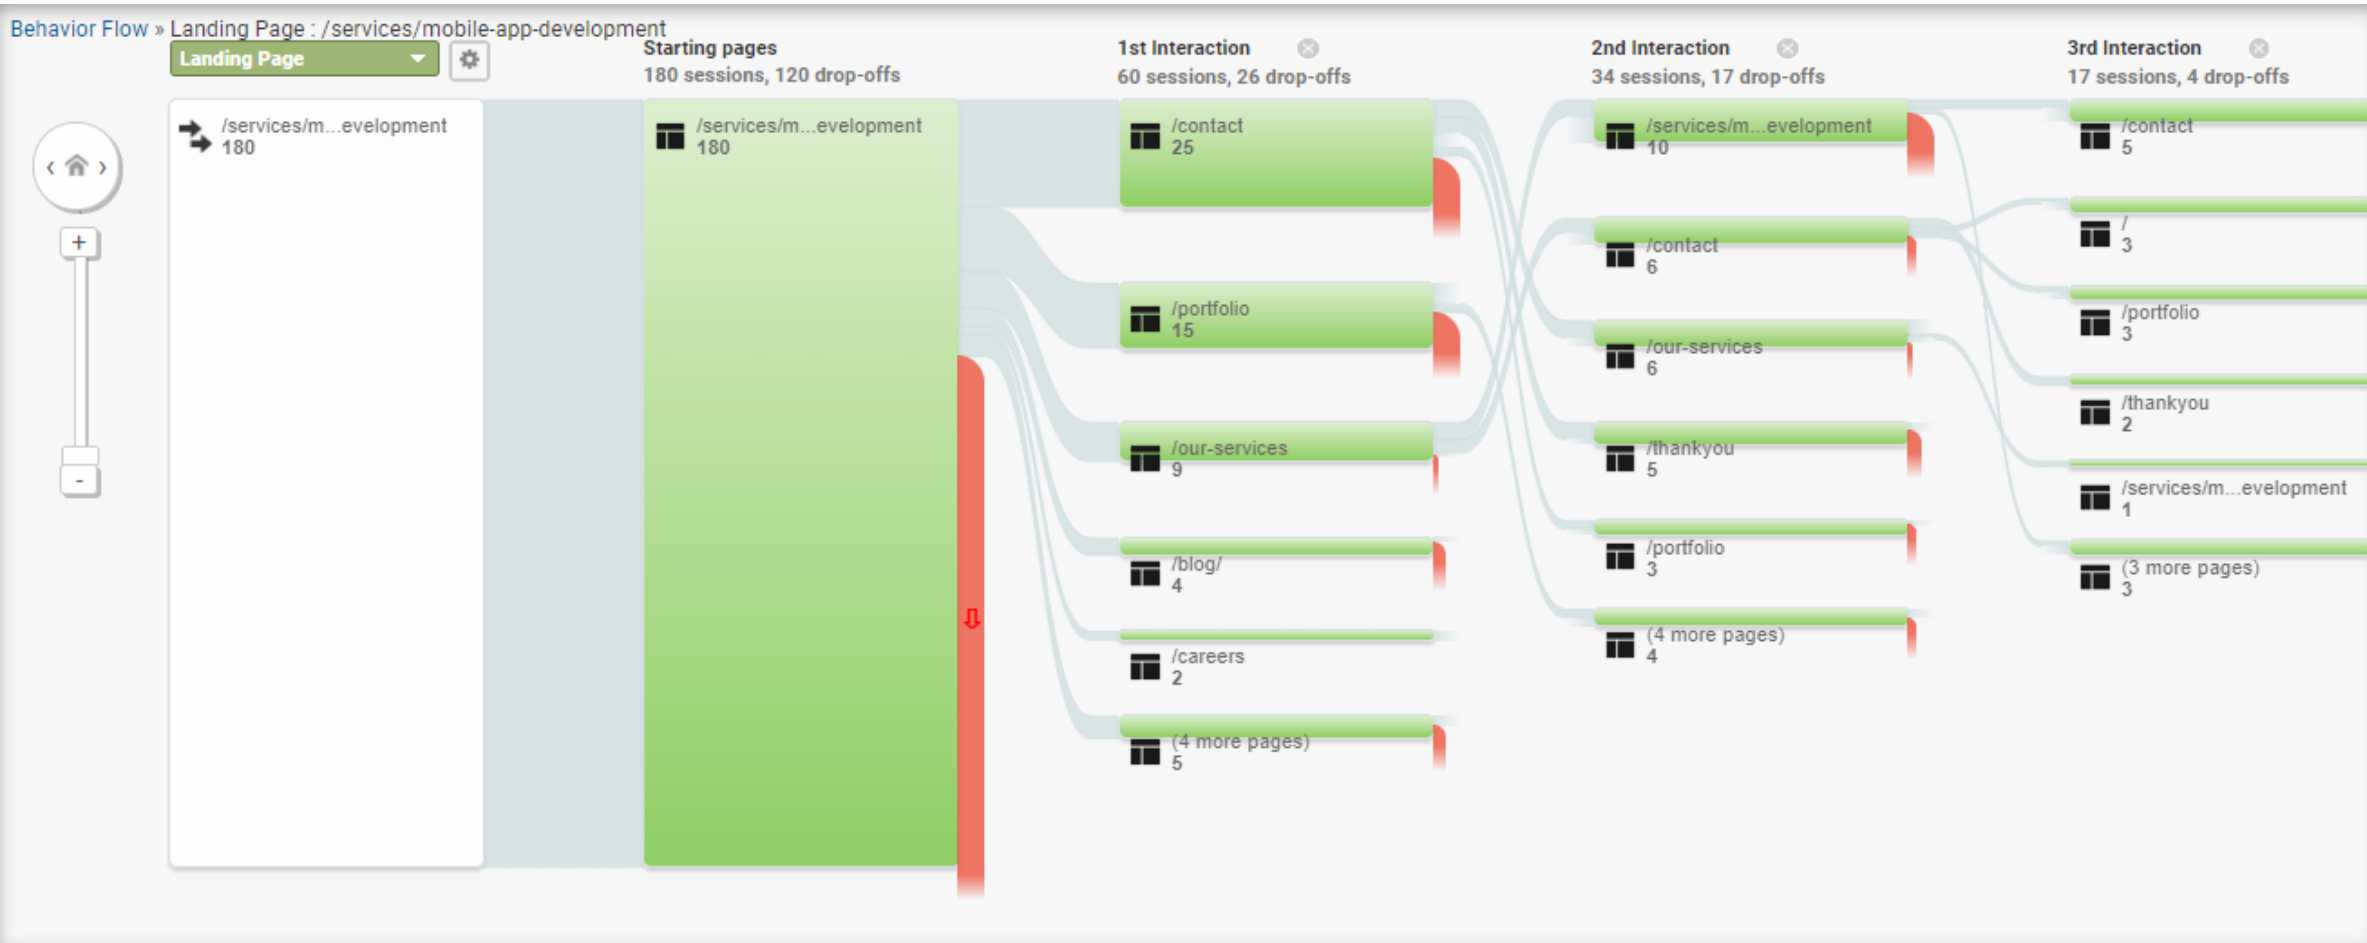 Behavior Flow » Landing Page : /services/mobile-app-development
Landing Page
Starting pages
180 sessions, 120 drop-offs
1st Interaction
60 sessions, 26 drop-offs
2nd Interaction
34 sessions, 17 drop-offs
3rd Interaction
17 sessions, 4 drop-offs
+
-
/services/m...evelopment
180
/services/m...evelopment
180
/contact
25
/portfolio
15
/our-services
9
/blog/
4
/careers
2
(4 more pages)
5
/services/m...evelopment
10
/contact
6
/our-services
6
/thankyou
5
/portfolio
3
(4 more pages)
4
/contact
5
/
3
/portfolio
3
/thankyou
2
/services/m...evelopment
1
(3 more pages)
3